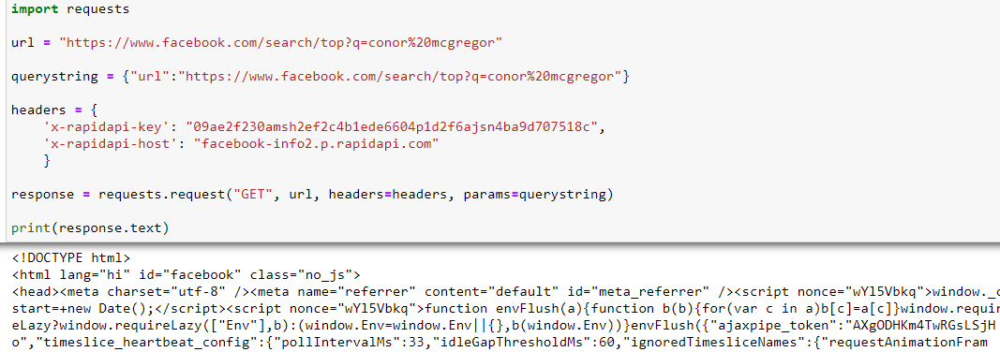 import requests
url = "https://www.facebook.com/search/top?q=conor%20mcgregor"
querystring = {"url":"https://www.facebook.com/search/top?q=conor%20mcgregor"}
headers = {
'x-rapidapi-key': "09ae2f230amsh2ef2c4b1ede6604p1d2f6ajsn4ba9d707518c",
'x-rapidapi-host': "facebook-info2.p.rapidapi.com"
}
response = requests.request("GET", url, headers=headers, params=querystring)
print(response.text)
<!DOCTYPE html>
<html lang="hi" id="facebook" class="no_js">
<head><meta charset="utf-8" /><meta name="referrer" content="default" id="meta_referrer" /><script nonce="wYl5Vbkq">window._c
start=+new Date();</script><script nonce="wYl5Vbkq">function envFlush(a){function b(b){for(var c in a)b[c]=a[c]}window.requir
eLazy?window.requireLazy(["Env"],b):(window.Env=window.Env||{},b(window.Env))}envFlush({"ajaxpipe_token":"AXgODHKm4TwRGsLSjH
o","timeslice_heartbeat_config":{"pollIntervalMs":33,"idleGapThresholdMs":60,"ignoredTimesliceNames":{"requestAnimationFram